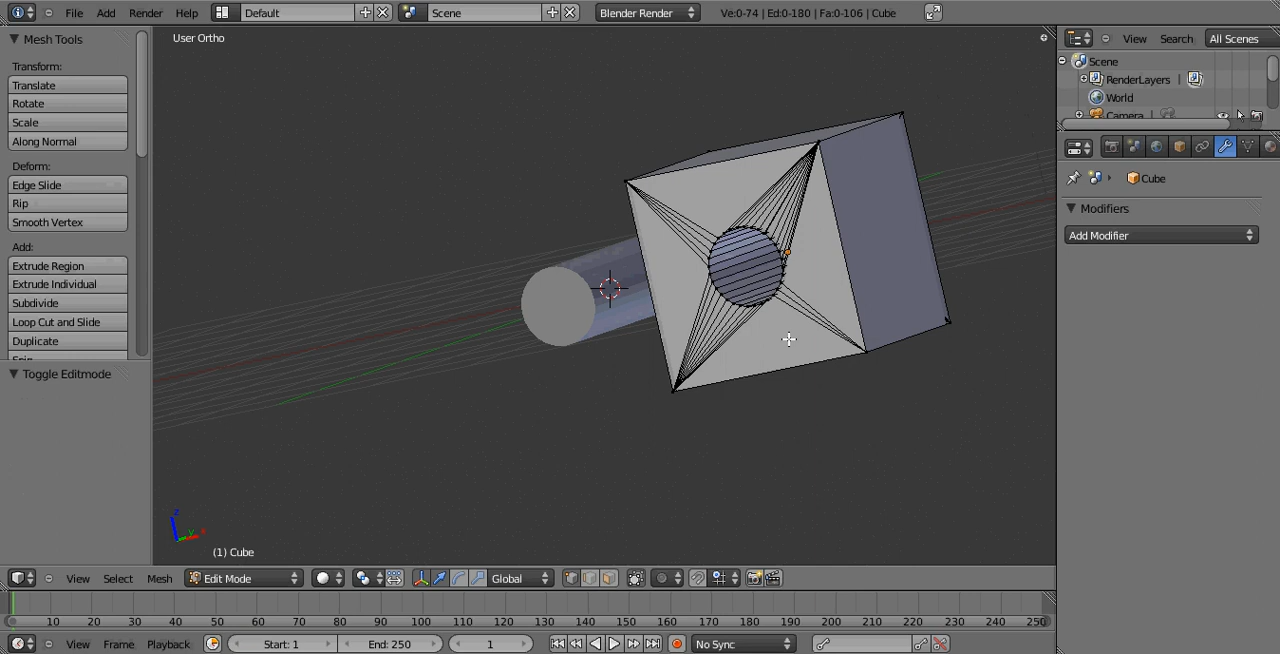 File Add Render Help Default Scene Blender Render Ve:0-74 | Ed:0-180 | Fa:0-106 | Cube
Mesh Tools
Transform:
Translate
Rotate
Scale
Along Normal
Deform:
Edge Slide
Rip
Smooth Vertex
Add:
Extrude Region
Extrude Individual
Subdivide
Loop Cut and Slide
Duplicate
Toggle Editmode
User Ortho
z
y
x
(1) Cube
View Search All Scenes
Scene
RenderLayers |
World
Camera |
Cube
Modifiers
Add Modifier
View Select Mesh Edit Mode Global
10 20 30 40 50 60 70 80 90 100 110 120 130 140 150 160 170 180 190 200 210 220 230 240 250
View Frame Playback Start: 1 End: 250 1 No Sync